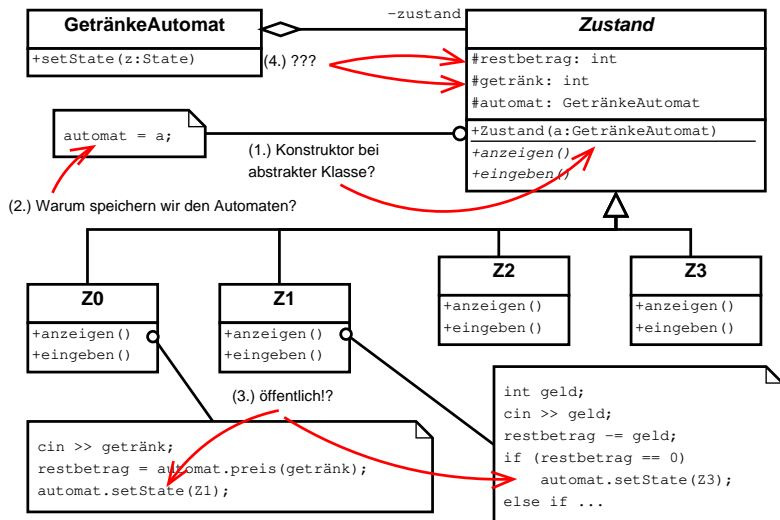 GetränkeAutomat
+setState(z:State)
−zustand
Zustand
#restbetrag: int
#getränk: int
#automat: GetränkeAutomat
+Zustand(a:GetränkeAutomat)
+anzeigen()
+eingeben()
(4.) ???
automat = a;
(1.) Konstruktor bei
abstrakter Klasse?
(2.) Warum speichern wir den Automaten?
Z0
+anzeigen()
+eingeben()
Z1
+anzeigen()
+eingeben()
Z2
+anzeigen()
+eingeben()
Z3
+anzeigen()
+eingeben()
(3.) öffentlich!?
cin >> getränk;
restbetrag = automat.preis(getränk);
automat.setState(Z1);
int geld;
cin >> geld;
restbetrag -= geld;
if (restbetrag == 0)
automat.setState(Z3);
else if ...